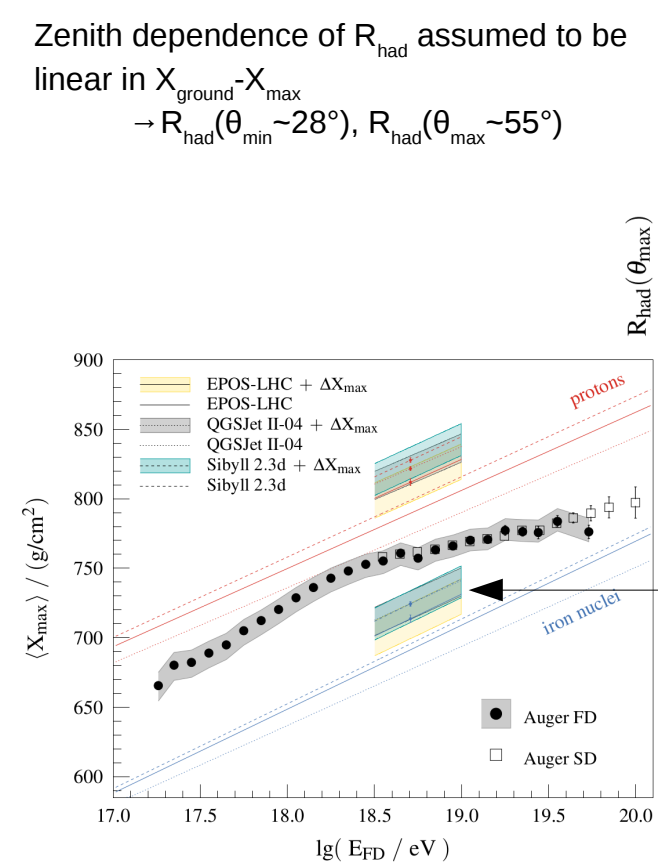 Zenith dependence of R_had assumed to be
linear in X_ground-X_max
→R_had(θ_min~28°), R_had(θ_max~55°)
R_had(θ_max)
900
850
800
750
700
650
600
⟨X_max⟩ / (g/cm²)
EPOS-LHC + ΔX_max
EPOS-LHC
QGSJet II-04 + ΔX_max
QGSJet II-04
Sibyll 2.3d + ΔX_max
Sibyll 2.3d
protons
iron nuclei
Auger FD
Auger SD
17.0 17.5 18.0 18.5 19.0 19.5 20.0
lg( E_FD / eV )